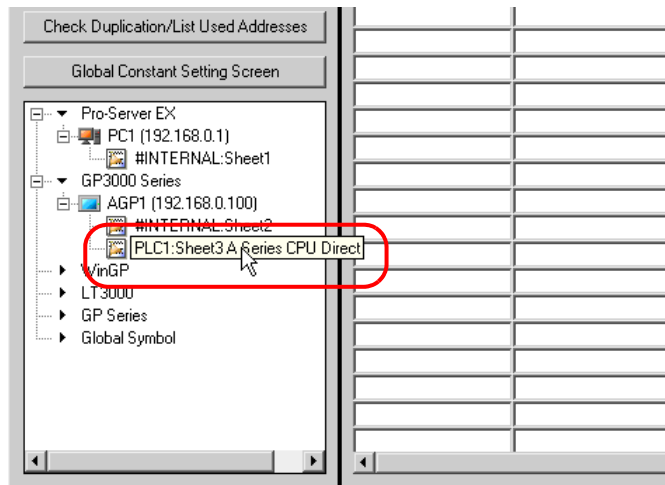 Check Duplication/List Used Addresses
Global Constant Setting Screen
Pro-Server EX
PC1 (192.168.0.1)
#INTERNAL:Sheet1
GP3000 Series
AGP1 (192.168.0.100)
#INTERNAL:Sheet2
PLC1:Sheet3 A Series CPU Direct
WinGP
LT3000
GP Series
Global Symbol